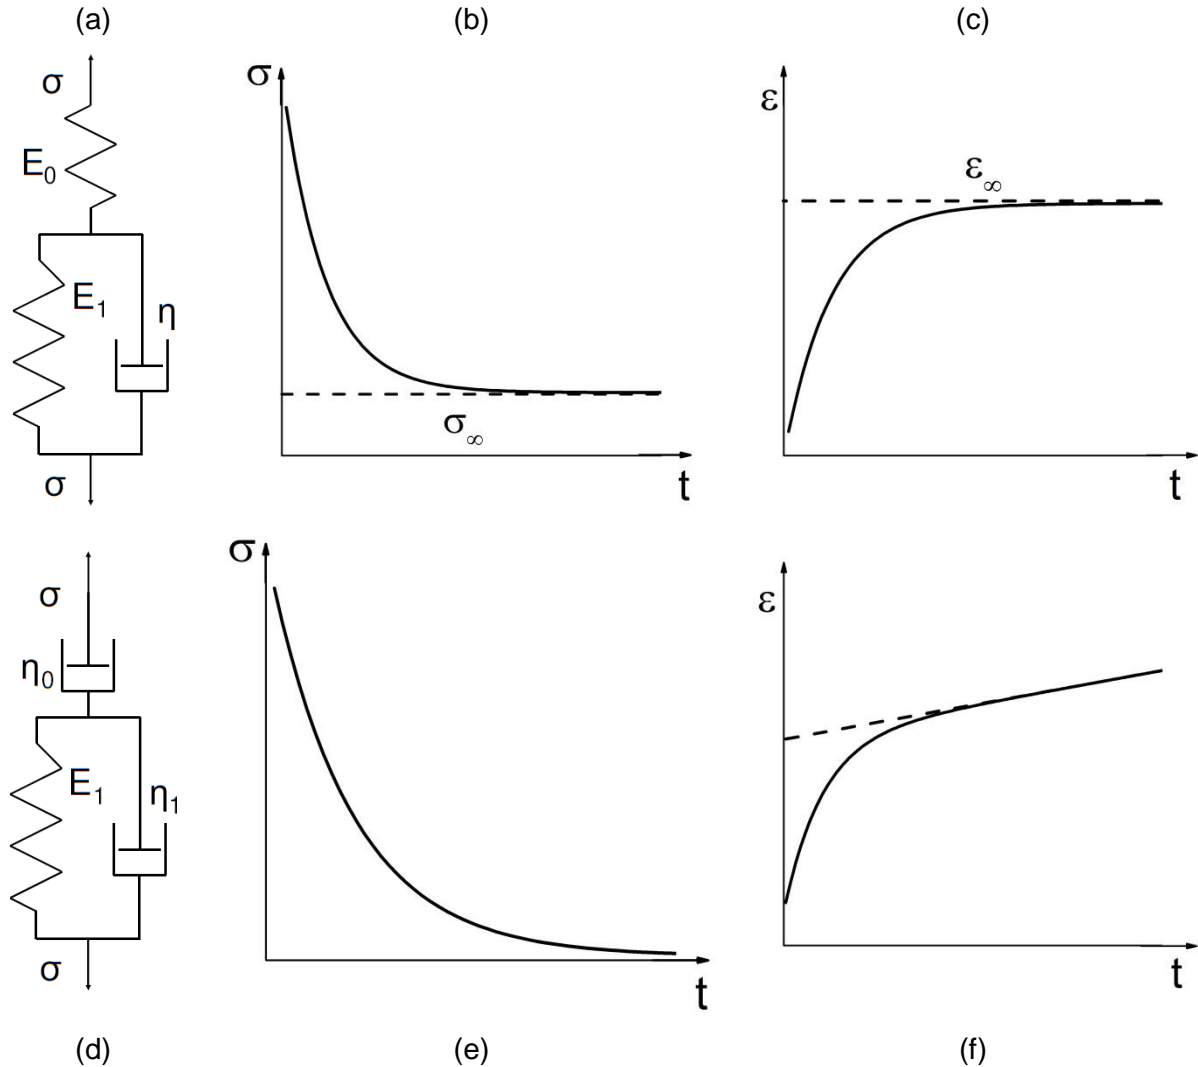 (a)
(b)
(c)
σ
E₀
E₁
η
σ
σ
σ∞
t
ε
ε∞
t
σ
η₀
E₁
η₁
σ
σ
t
ε
t
(d)
(e)
(f)